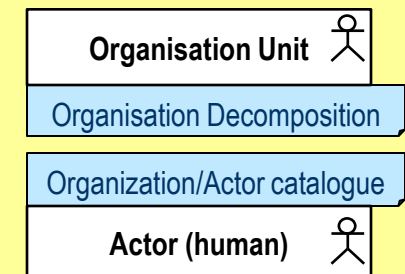 Organisation Unit
Organisation Decomposition
Organization/Actor catalogue
Actor (human)